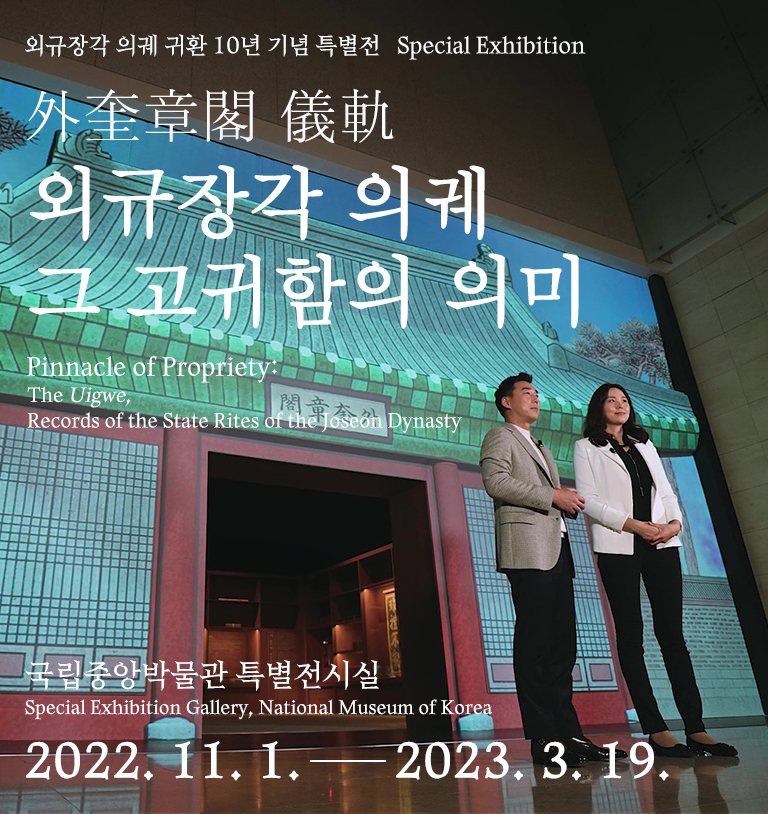 외규장각 의궤 귀환 10년 기념 특별전 Special Exhibition
外奎章閣 儀軌
외규장각 의궤
그 고귀함의 의미
Pinnacle of Propriety:
The Uigwe,
Records of the State Rites of the Joseon Dynasty
閣章奎外
국립중앙박물관 특별전시실
Special Exhibition Gallery, National Museum of Korea
2022. 11. 1. — 2023. 3. 19.